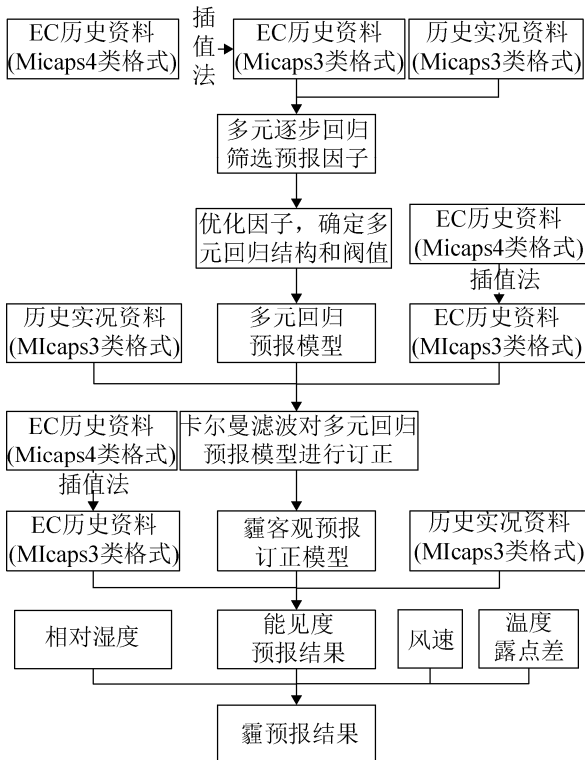 EC历史资料
(Micaps4类格式)
插值法
EC历史资料
(Micaps3类格式)
历史实况资料
(Micaps3类格式)
多元逐步回归
筛选预报因子
优化因子，确定多
元回归结构和阀值
EC历史资料
(Micaps4类格式)
插值法
历史实况资料
(MIcaps3类格式)
多元回归
预报模型
EC历史资料
(MIcaps3类格式)
EC历史资料
(Micaps4类格式)
插值法
卡尔曼滤波对多元回归
预报模型进行订正
EC历史资料
(MIcaps3类格式)
霾客观预报
订正模型
历史实况资料
(MIcaps3类格式)
相对湿度
能见度
预报结果
风速
温度
露点差
霾预报结果